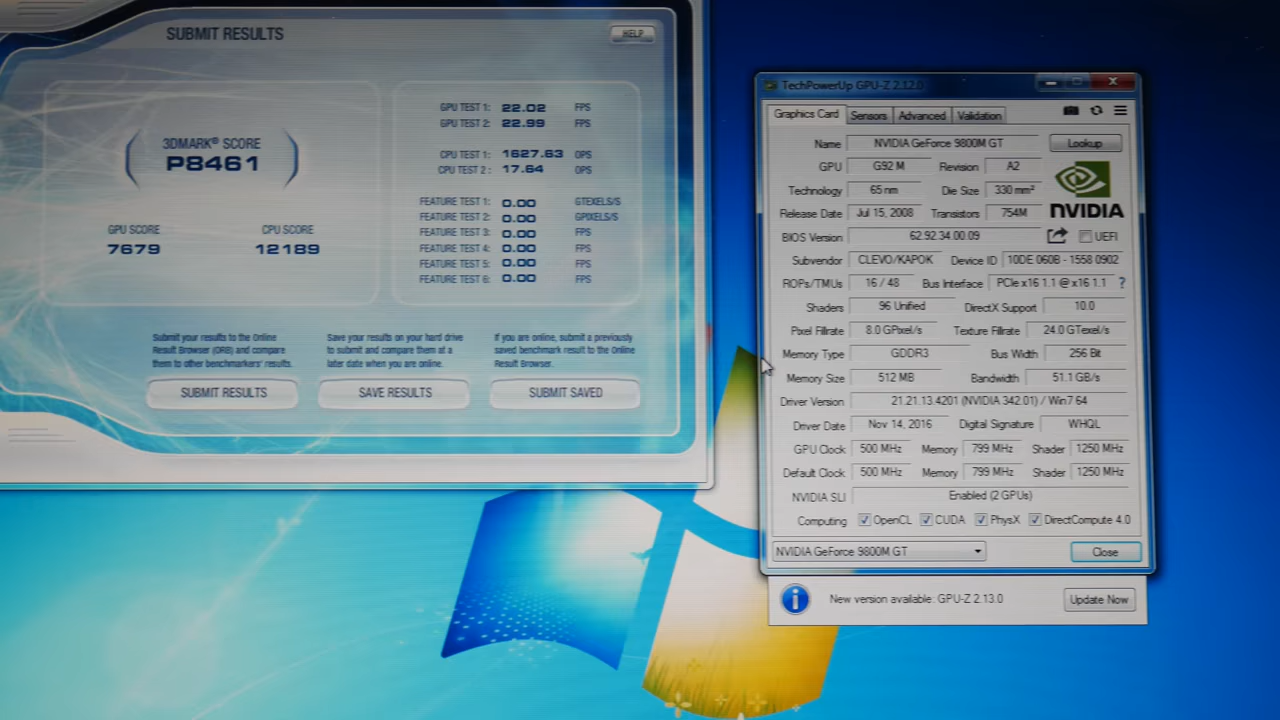 SUBMIT RESULTS
HELP
3DMARK® SCORE
P8461
GPU SCORE
7679
CPU SCORE
12189
GPU TEST 1: 22.02 FPS
GPU TEST 2: 22.99 FPS
CPU TEST 1: 1627.63 OPS
CPU TEST 2: 17.64 OPS
FEATURE TEST 1: 0.00 GTEXELS/S
FEATURE TEST 2: 0.00 GPIXELS/S
FEATURE TEST 3: 0.00 FPS
FEATURE TEST 4: 0.00 FPS
FEATURE TEST 5: 0.00 FPS
FEATURE TEST 6: 0.00 FPS
Submit your results to the Online
Result Browser (ORB) and compare
them to other benchmarkers' results.
SUBMIT RESULTS
Save your results on your hard drive
to submit and compare them at a
later date when you are online.
SAVE RESULTS
If you are online, submit a previously
saved benchmark result to the Online
Result Browser.
SUBMIT SAVED
TechPowerUp GPU-Z 2.12.0
Graphics Card Sensors Advanced Validation
Name NVIDIA GeForce 9800M GT Lookup
GPU G92M Revision A2
Technology 65 nm Die Size 330 mm²
Release Date Jul 15, 2008 Transistors 754M
NVIDIA
BIOS Version 62.92.34.00.09 UEFI
Subvendor CLEVO/KAPOK Device ID 10DE 060B - 1558 0902
ROPs/TMUs 16 / 48 Bus Interface PCIe x16 1.1 @ x16 1.1 ?
Shaders 96 Unified DirectX Support 10.0
Pixel Fillrate 8.0 GPixel/s Texture Fillrate 24.0 GTexel/s
Memory Type GDDR3 Bus Width 256 Bit
Memory Size 512 MB Bandwidth 51.1 GB/s
Driver Version 21.21.13.4201 (NVIDIA 342.01) / Win7 64
Driver Date Nov 14, 2016 Digital Signature WHQL
GPU Clock 500 MHz Memory 799 MHz Shader 1250 MHz
Default Clock 500 MHz Memory 799 MHz Shader 1250 MHz
NVIDIA SLI Enabled (2 GPUs)
Computing OpenCL CUDA PhysX DirectCompute 4.0
NVIDIA GeForce 9800M GT Close
New version available: GPU-Z 2.13.0 Update Now